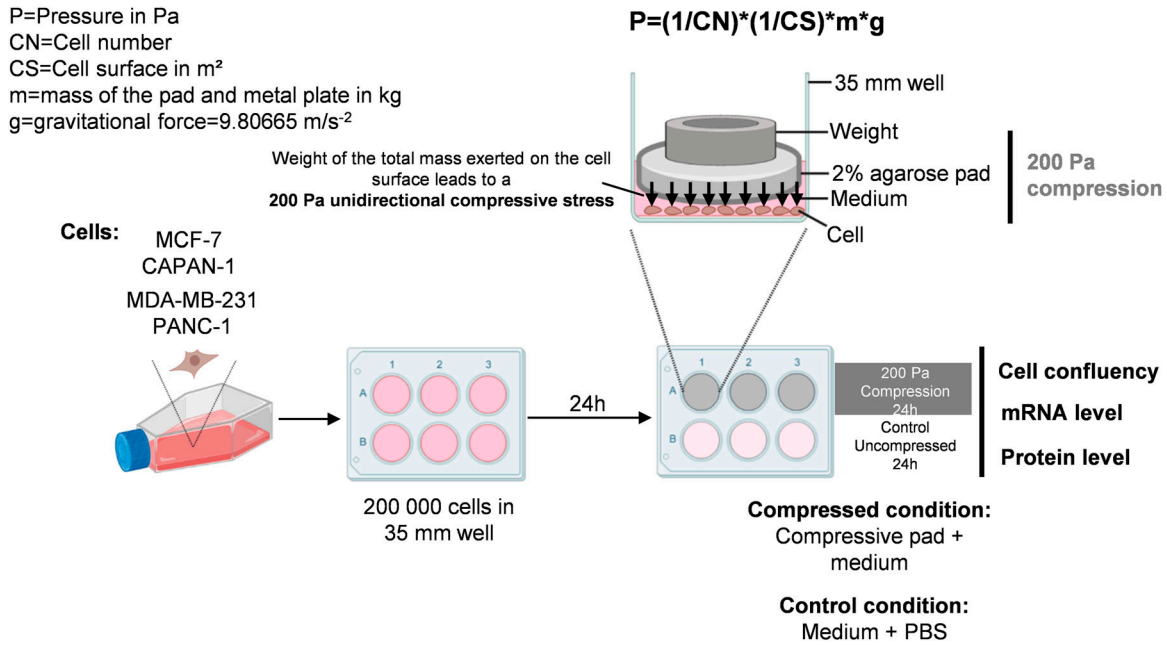 P=Pressure in Pa
CN=Cell number
CS=Cell surface in m²
m=mass of the pad and metal plate in kg
g=gravitational force=9.80665 m/s⁻²
P=(1/CN)*(1/CS)*m*g
35 mm well
Weight
2% agarose pad
Medium
Cell
200 Pa
compression
Weight of the total mass exerted on the cell
surface leads to a
200 Pa unidirectional compressive stress
Cells:
MCF-7
CAPAN-1
MDA-MB-231
PANC-1
1 2 3
A
B
200 000 cells in
35 mm well
24h
1 2 3
A
B
200 Pa
Compression
24h
Control
Uncompressed
24h
Cell confluency
mRNA level
Protein level
Compressed condition:
Compressive pad +
medium
Control condition:
Medium + PBS